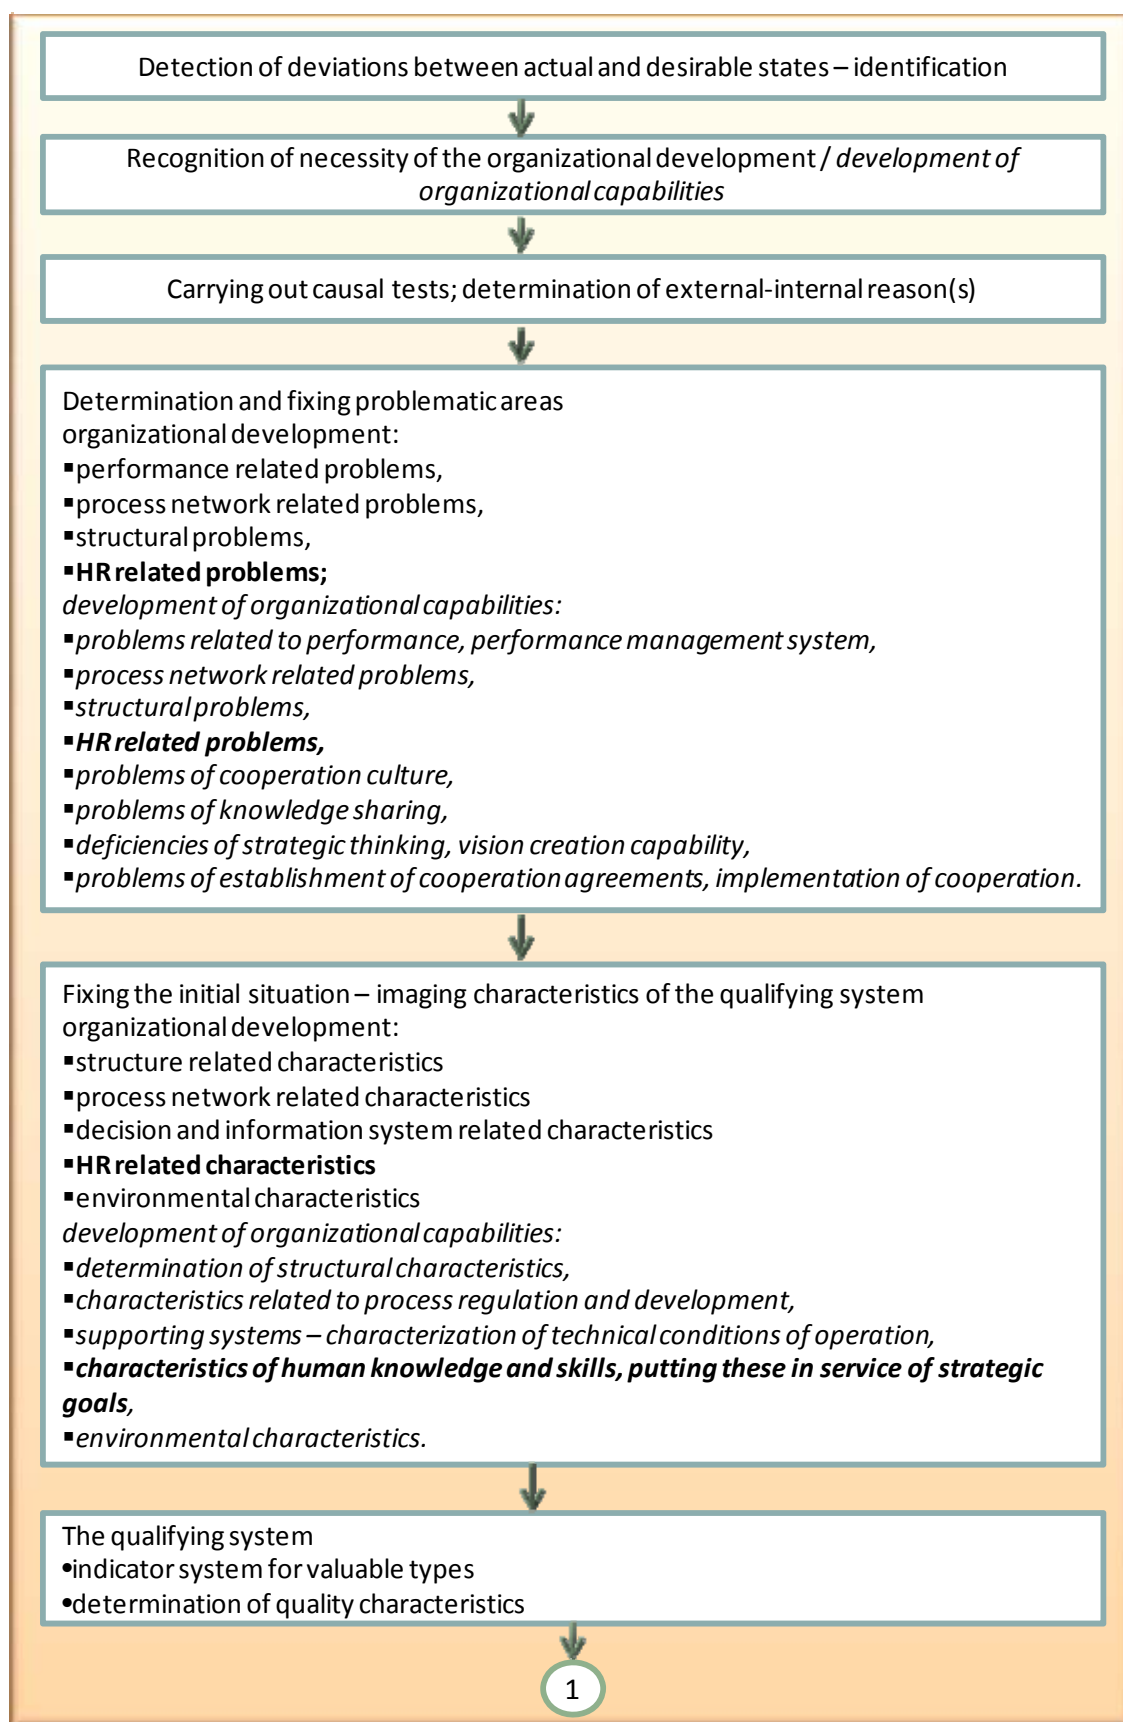 Detection of deviations between actual and desirable states – identification
Recognition of necessity of the organizational development / development of
organizational capabilities
Carrying out causal tests; determination of external-internal reason(s)
Determination and fixing problematic areas
organizational development:
▪performance related problems,
▪process network related problems,
▪structural problems,
▪HR related problems;
development of organizational capabilities:
▪problems related to performance, performance management system,
▪process network related problems,
▪structural problems,
▪HR related problems,
▪problems of cooperation culture,
▪problems of knowledge sharing,
▪deficiencies of strategic thinking, vision creation capability,
▪problems of establishment of cooperation agreements, implementation of cooperation.
Fixing the initial situation – imaging characteristics of the qualifying system
organizational development:
▪structure related characteristics
▪process network related characteristics
▪decision and information system related characteristics
▪HR related characteristics
▪environmental characteristics
development of organizational capabilities:
▪determination of structural characteristics,
▪characteristics related to process regulation and development,
▪supporting systems – characterization of technical conditions of operation,
▪characteristics of human knowledge and skills, putting these in service of strategic
goals,
▪environmental characteristics.
The qualifying system
•indicator system for valuable types
•determination of quality characteristics
1